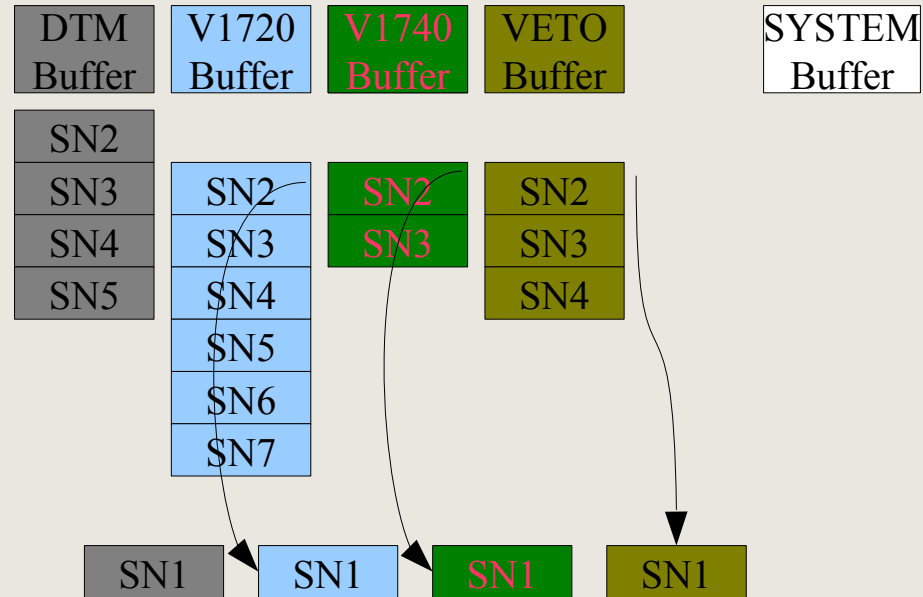 DTM
Buffer
V1720
Buffer
V1740
Buffer
VETO
Buffer
SYSTEM
Buffer
SN2
SN3
SN4
SN5
SN2
SN3
SN4
SN5
SN6
SN7
SN2
SN3
SN2
SN3
SN4
SN1
SN1
SN1
SN1